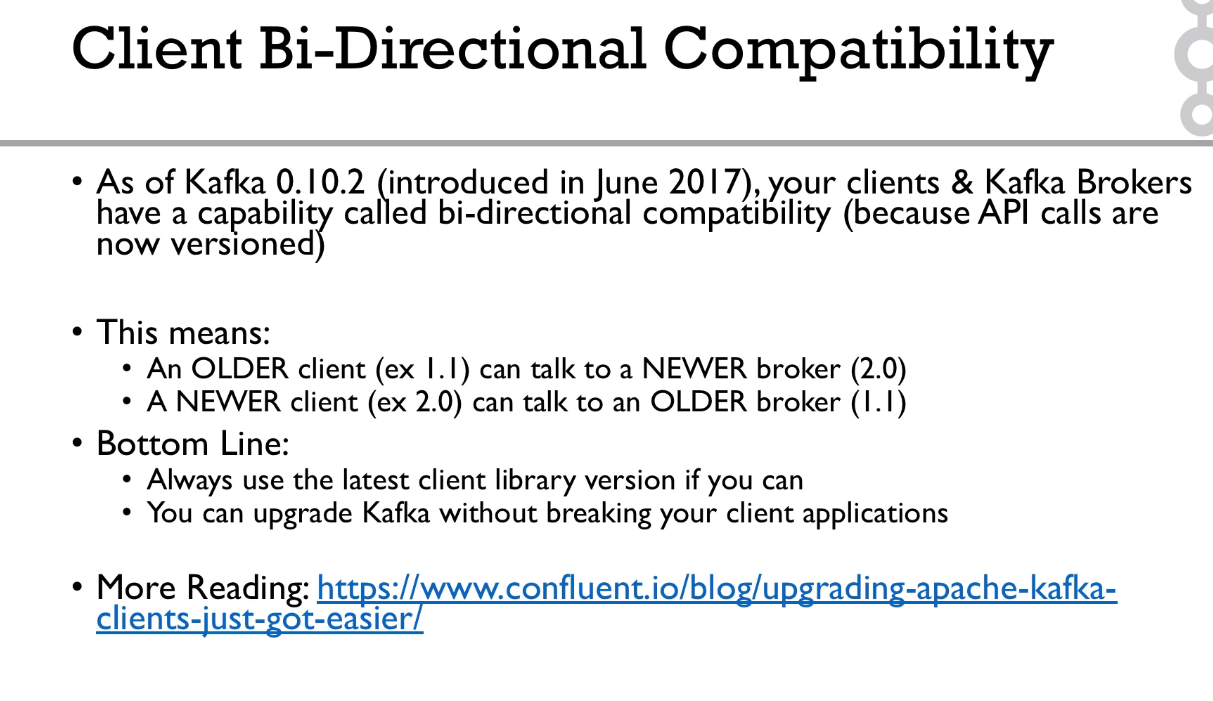 Client Bi-Directional Compatibility
• As of Kafka 0.10.2 (introduced in June 2017), your clients & Kafka Brokers
have a capability called bi-directional compatibility (because API calls are
now versioned)
• This means:
• An OLDER client (ex 1.1) can talk to a NEWER broker (2.0)
• A NEWER client (ex 2.0) can talk to an OLDER broker (1.1)
• Bottom Line:
• Always use the latest client library version if you can
• You can upgrade Kafka without breaking your client applications
• More Reading: https://www.confluent.io/blog/upgrading-apache-kafka-
clients-just-got-easier/